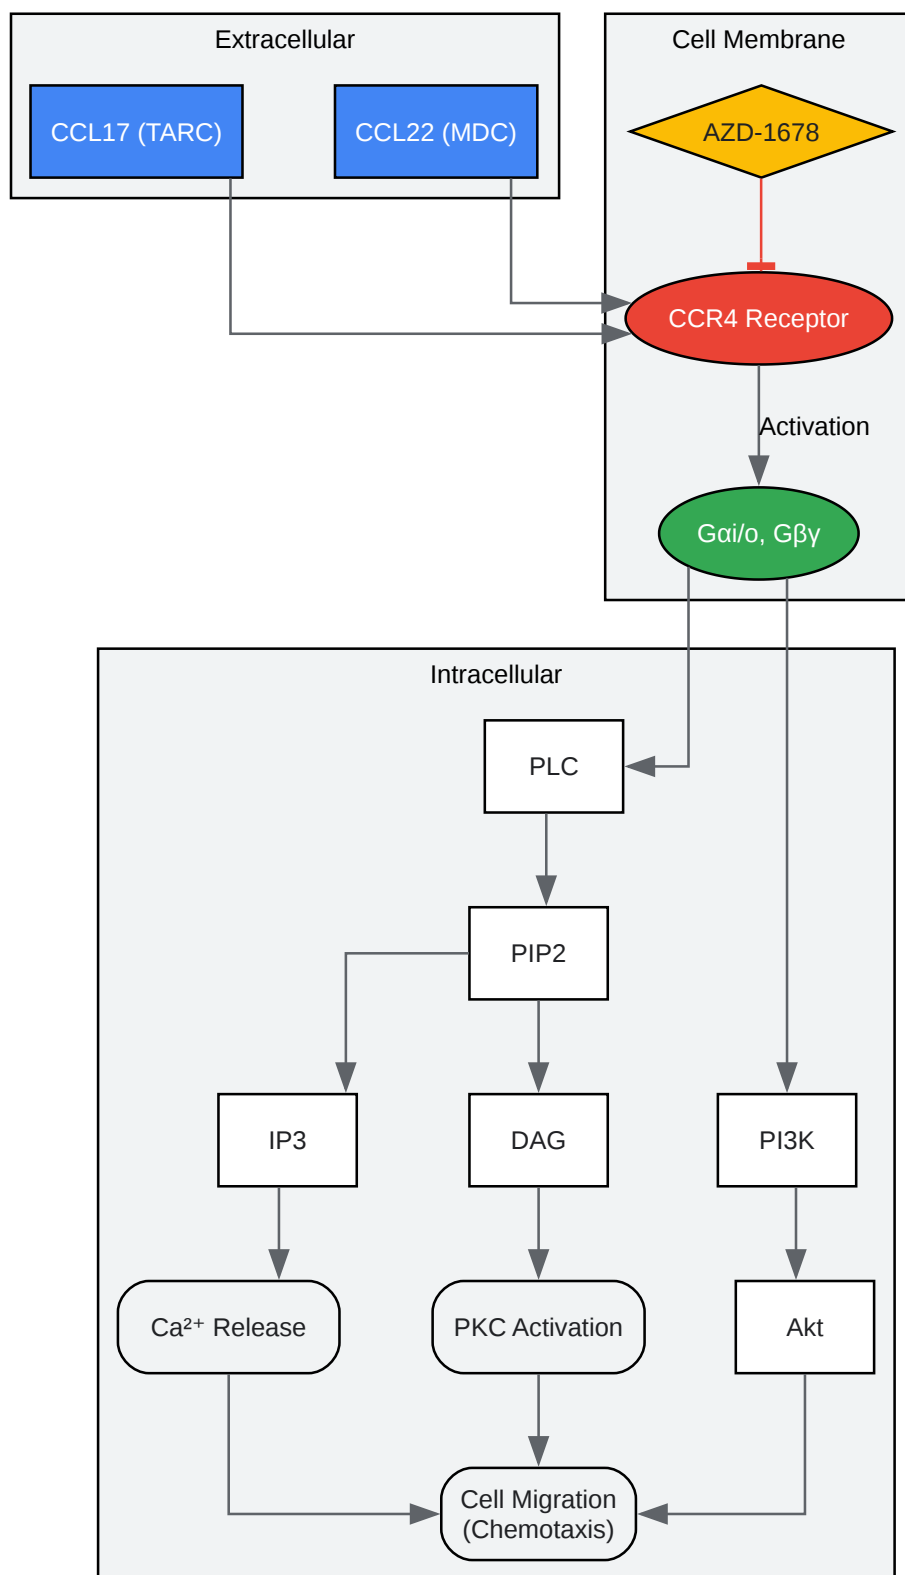 Extracellular
Cell Membrane
CCL17 (TARC)
CCL22 (MDC)
AZD-1678
CCR4 Receptor
Activation
Gαi/o, Gβγ
Intracellular
PLC
PIP2
IP3
DAG
PI3K
Ca²⁺ Release
PKC Activation
Akt
Cell Migration
(Chemotaxis)